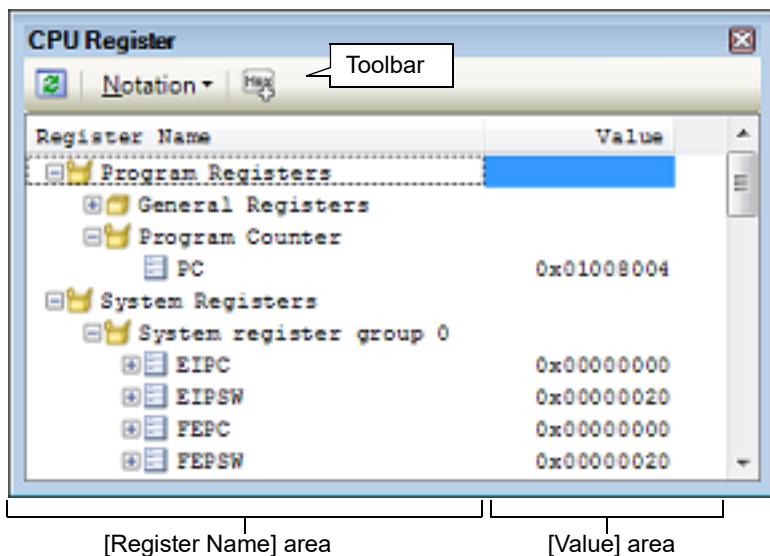 CPU Register
Toolbar
Notation
Hex
Register Name Value
Program Registers
General Registers
Program Counter
PC 0x01008004
System Registers
System register group 0
EIPC 0x00000000
EIPSW 0x00000020
FEPC 0x00000000
FEPSW 0x00000020
[Register Name] area [Value] area